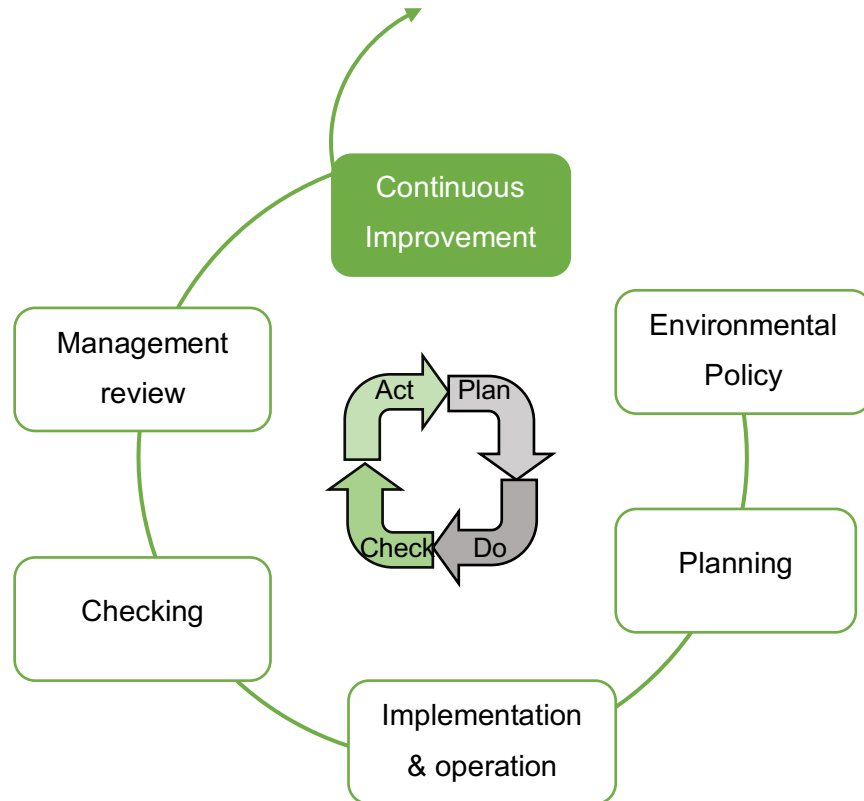 Continuous
Improvement
Environmental
Policy
Management
review
Act
Plan
Check
Do
Planning
Checking
Implementation
& operation